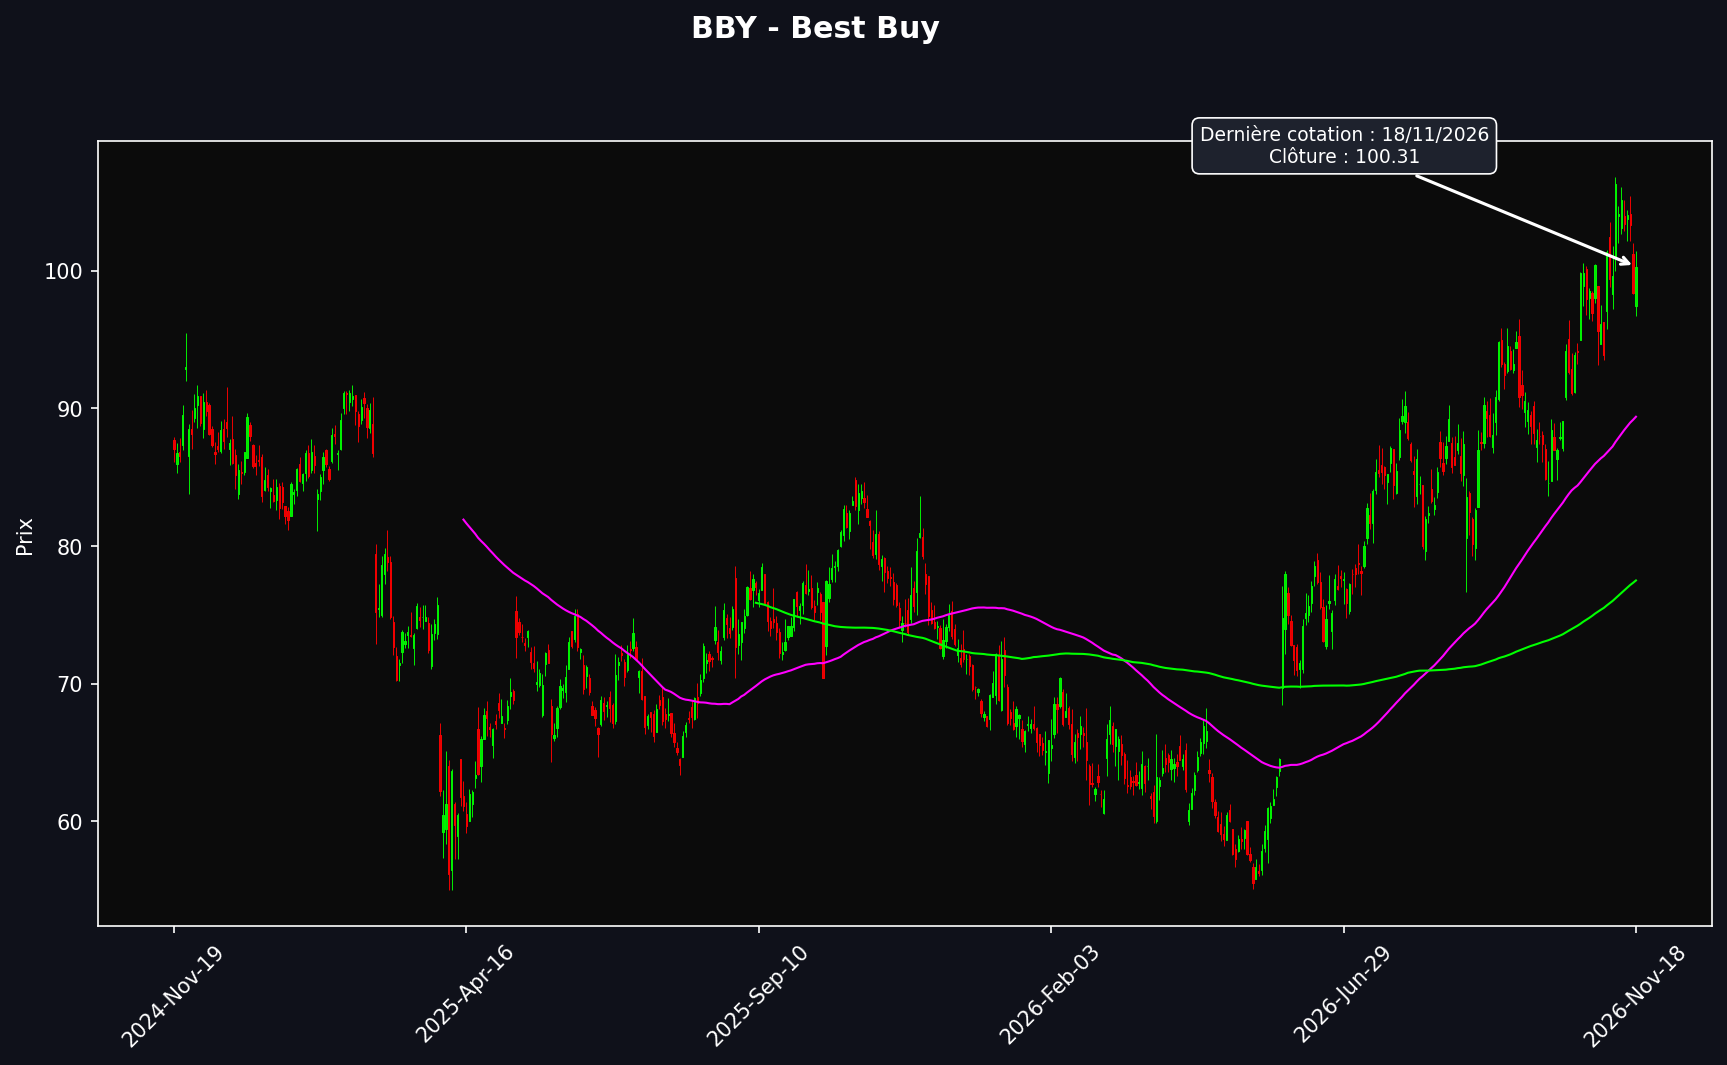 BBY - Best Buy
Dernière cotation : 18/11/2026
Clôture : 100.31
Prix
100
90
80
70
60
2024-Nov-19
2025-Apr-16
2025-Sep-10
2026-Feb-03
2026-Jun-29
2026-Nov-18